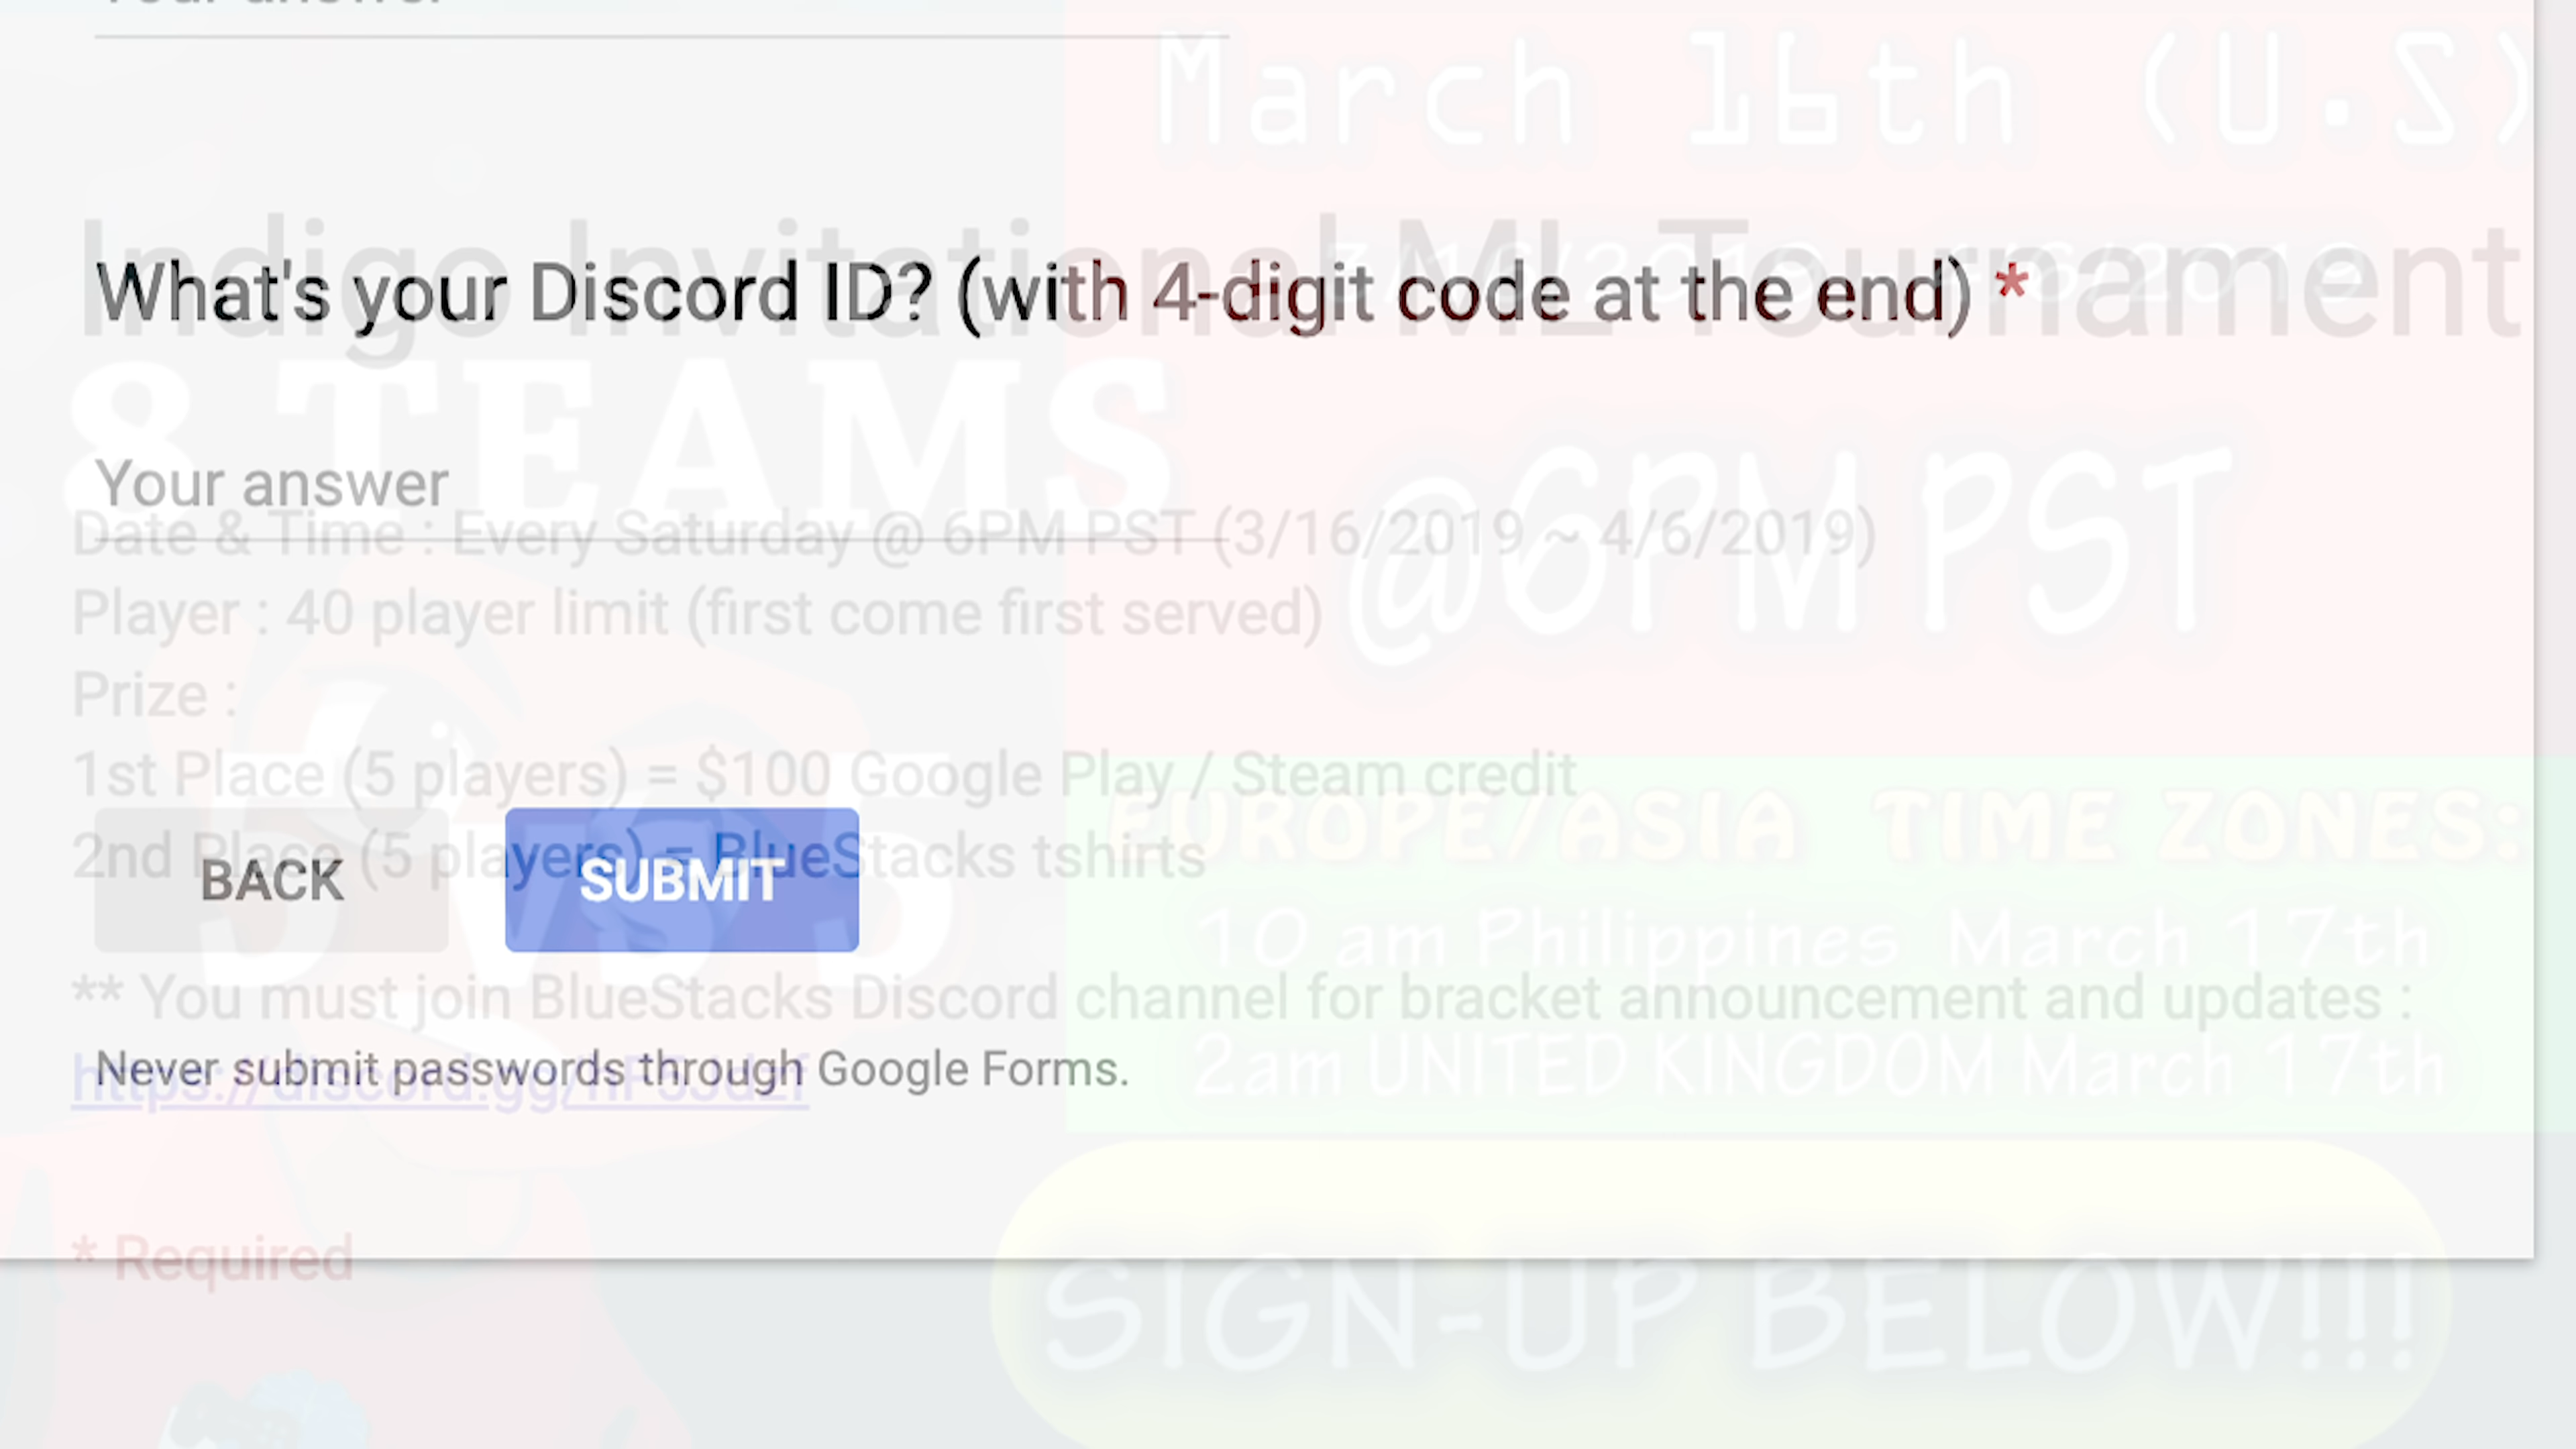 Your answer
March 16th (U.S)
Indigo Invitational ML Tournament
What's your Discord ID? (with 4-digit code at the end) *
8 TEAMS
Your answer
@6PM PST
Date & Time : Every Saturday @ 6PM PST (3/16/2019 ~ 4/6/2019)
Player : 40 player limit (first come first served)
Prize :
1st Place (5 players) = $100 Google Play / Steam credit
EUROPE/ASIA TIME ZONES:
2nd Place (5 players) = BlueStacks tshirts
BACK
SUBMIT
5 VS 5
10 am Philippines March 17th
** You must join BlueStacks Discord channel for bracket announcement and updates :
2am UNITED KINGDOM March 17th
Never submit passwords through Google Forms.
* Required
SIGN-UP BELOW!!!